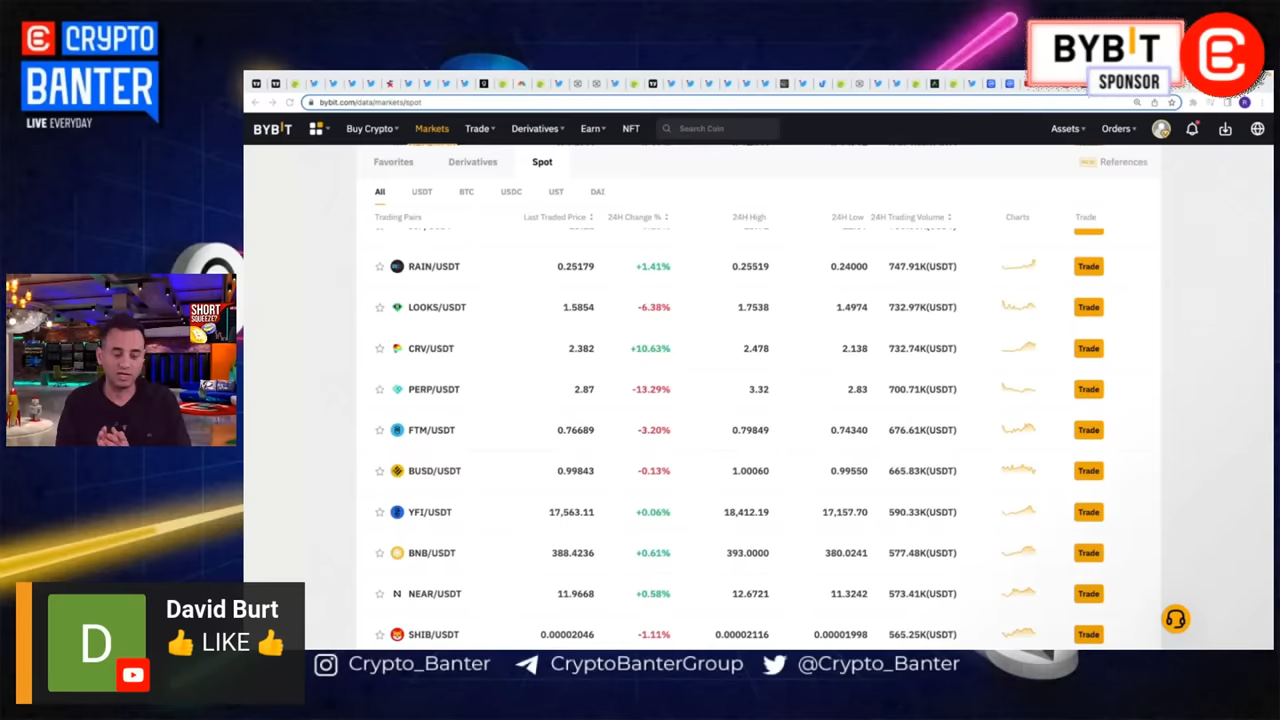 CRYPTO
BANTER
LIVE EVERYDAY
BYBIT
SPONSOR
bybit.com/data/markets/spot
BYBIT
Buy Crypto
Markets
Trade
Derivatives
Earn
NFT
Search Coin
Assets
Orders
Favorites
Derivatives
Spot
NEW References
All
USDT
BTC
USDC
UST
DAI
Trading Pairs
Last Traded Price
24H Change %
24H High
24H Low
24H Trading Volume
Charts
Trade
RAIN/USDT 0.25179 +1.41% 0.25519 0.24000 747.91K(USDT) Trade
LOOKS/USDT 1.5854 -6.38% 1.7538 1.4974 732.97K(USDT) Trade
CRV/USDT 2.382 +10.63% 2.478 2.138 732.74K(USDT) Trade
PERP/USDT 2.87 -13.29% 3.32 2.83 700.71K(USDT) Trade
FTM/USDT 0.76689 -3.20% 0.79849 0.74340 676.61K(USDT) Trade
BUSD/USDT 0.99843 -0.13% 1.00060 0.99550 665.83K(USDT) Trade
YFI/USDT 17,563.11 +0.06% 18,412.19 17,157.70 590.33K(USDT) Trade
BNB/USDT 388.4236 +0.61% 393.0000 380.0241 577.48K(USDT) Trade
NEAR/USDT 11.9668 +0.58% 12.6721 11.3242 573.41K(USDT) Trade
SHIB/USDT 0.00002046 -1.11% 0.00002116 0.00001998 565.25K(USDT) Trade
SHORT
SQUEEZE?
D
David Burt
👍 LIKE 👍
Crypto_Banter
CryptoBanterGroup
@Crypto_Banter